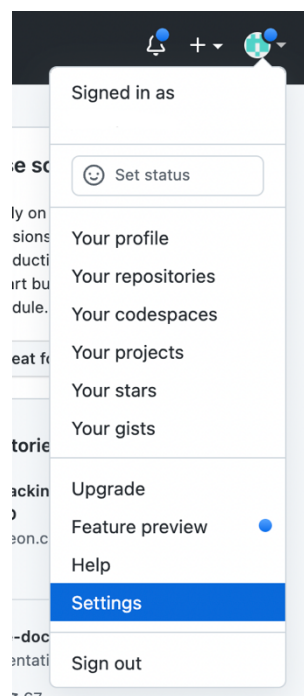 Signed in as
Set status
Your profile
Your repositories
Your codespaces
Your projects
Your stars
Your gists
Upgrade
Feature preview
Help
Settings
Sign out